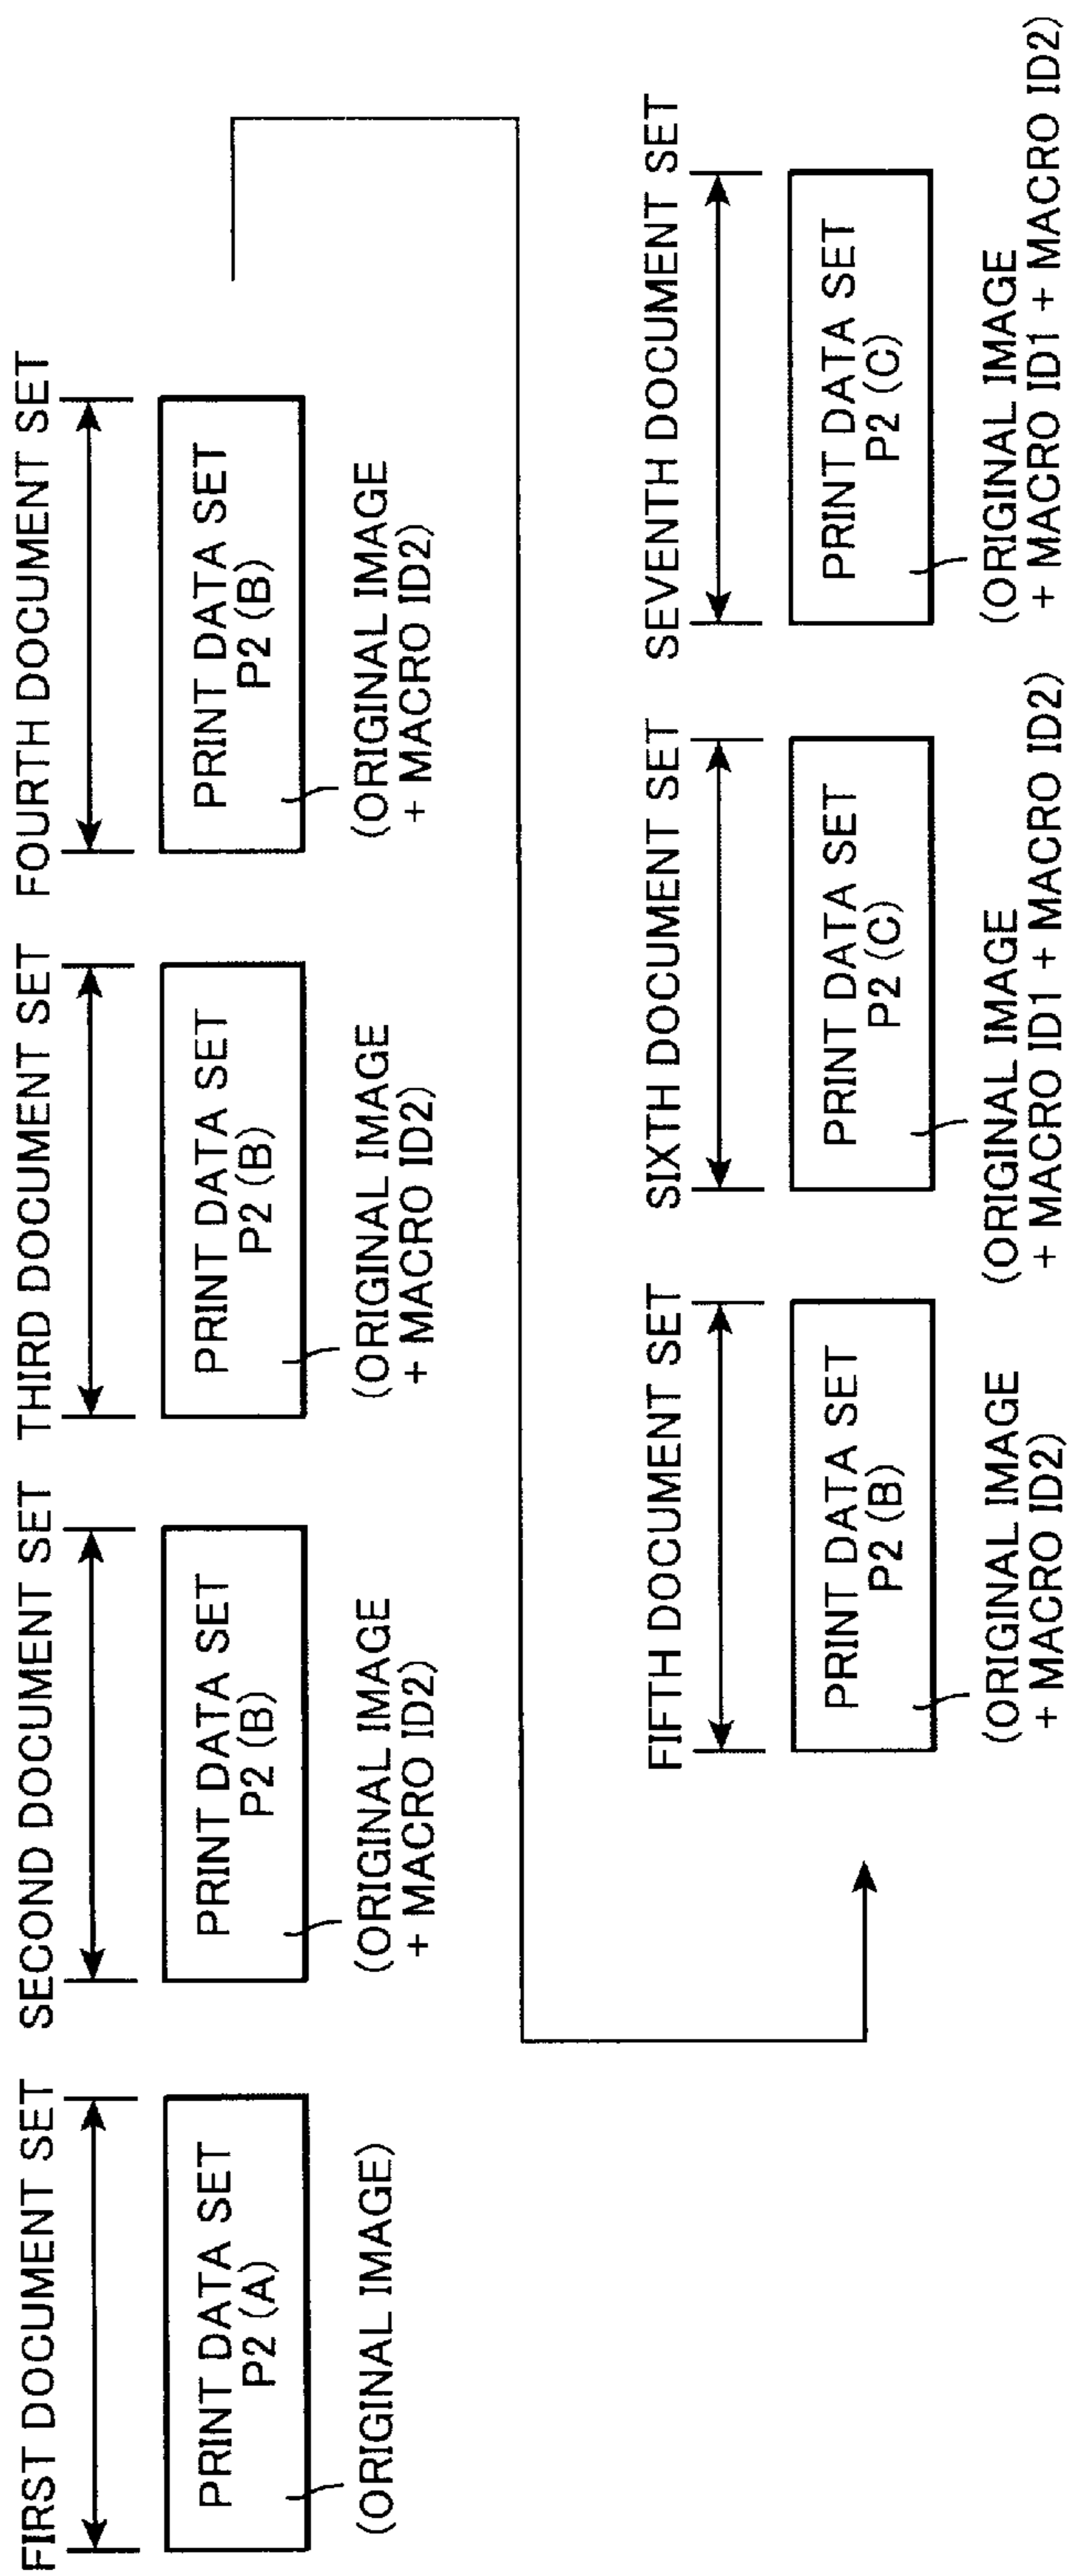 FIRST DOCUMENT SET
PRINT DATA SET
P2 (A)
(ORIGINAL IMAGE)
SECOND DOCUMENT SET
PRINT DATA SET
P2 (B)
(ORIGINAL IMAGE
+ MACRO ID2)
THIRD DOCUMENT SET
PRINT DATA SET
P2 (B)
(ORIGINAL IMAGE
+ MACRO ID2)
FOURTH DOCUMENT SET
PRINT DATA SET
P2 (B)
(ORIGINAL IMAGE
+ MACRO ID2)
FIFTH DOCUMENT SET
PRINT DATA SET
P2 (B)
(ORIGINAL IMAGE
+ MACRO ID2)
SIXTH DOCUMENT SET
PRINT DATA SET
P2 (C)
(ORIGINAL IMAGE
+ MACRO ID1 + MACRO ID2)
SEVENTH DOCUMENT SET
PRINT DATA SET
P2 (C)
(ORIGINAL IMAGE
+ MACRO ID1 + MACRO ID2)